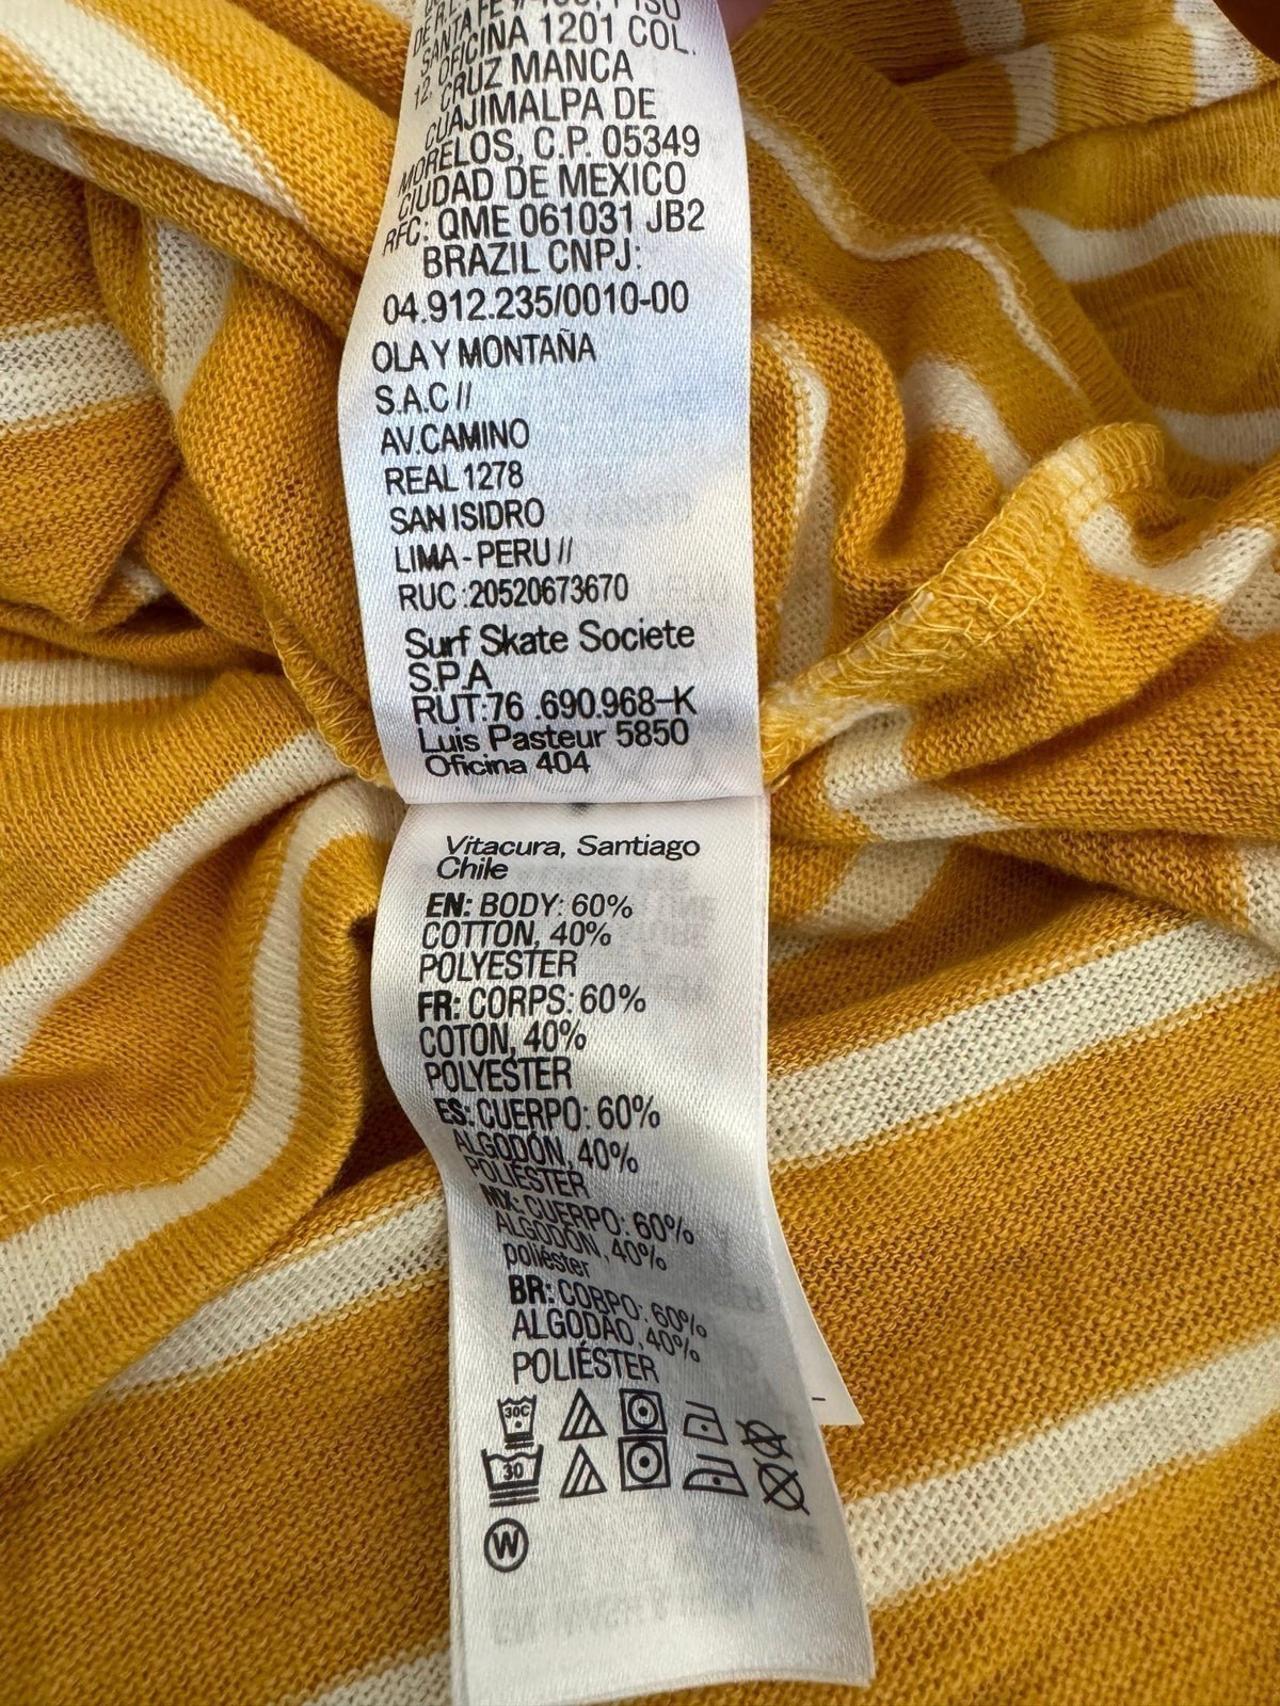 SANTA FE
12, OFICINA 1201 COL.
CRUZ MANCA
CUAJIMALPA DE
MORELOS, C.P. 05349
CIUDAD DE MEXICO
RFC: QME 061031 JB2
BRAZIL CNPJ:
04.912.235/0010-00
OLA Y MONTAÑA
S.A.C //
AV.CAMINO
REAL 1278
SAN ISIDRO
LIMA - PERU //
RUC :20520673670
Surf Skate Societe
S.P.A
RUT:76 .690.968-K
Luis Pasteur 5850
Oficina 404
Vitacura, Santiago
Chile
EN: BODY: 60%
COTTON, 40%
POLYESTER
FR: CORPS: 60%
COTON, 40%
POLYESTER
ES: CUERPO: 60%
ALGODÓN, 40%
POLIÉSTER
MX: CUERPO: 60%
ALGODÓN, 40%
poliéster
BR: CORPO: 60%
ALGODÃO, 40%
POLIÉSTER
30C
30
W